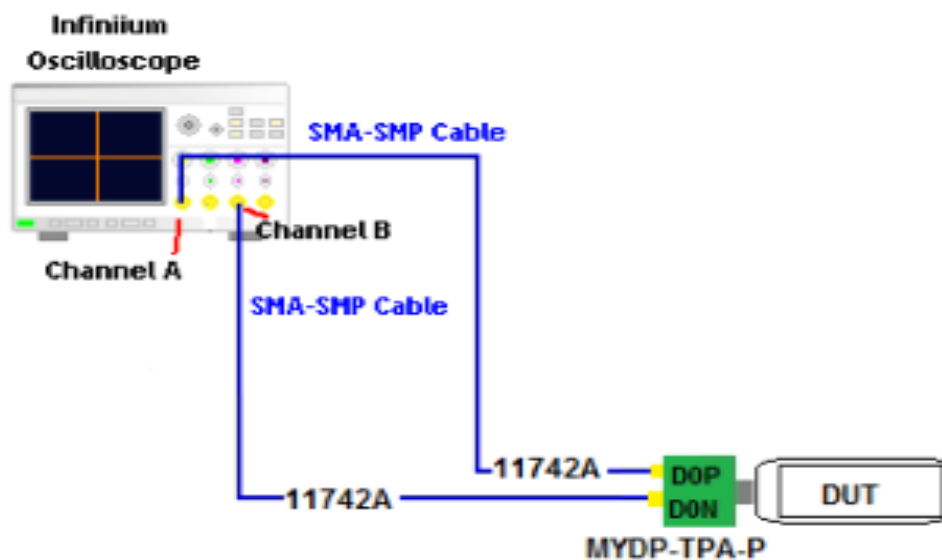 Infiniium
Oscilloscope
SMA-SMP Cable
Channel B
Channel A
SMA-SMP Cable
11742A
11742A
D0P
D0N
DUT
MYDP-TPA-P